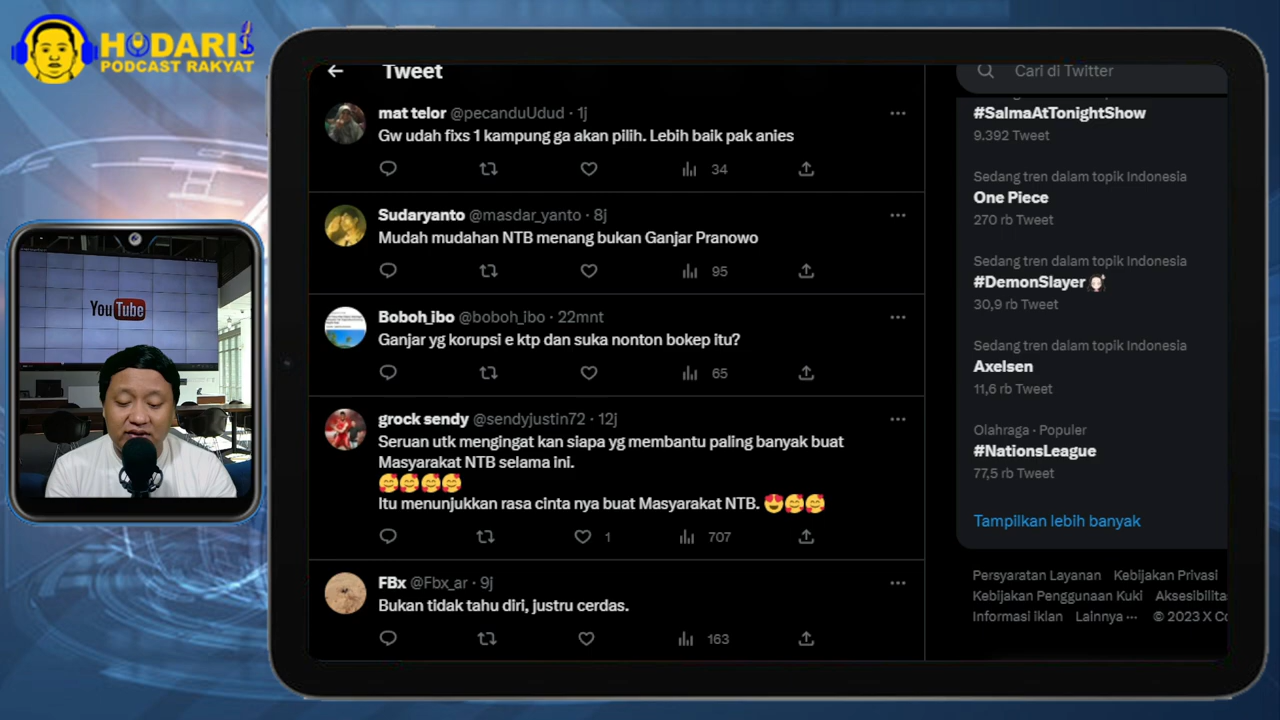 HODARI
PODCAST RAKYAT
YouTube
Tweet
mat telor @pecanduUdud · 1j
Gw udah fixs 1 kampung ga akan pilih. Lebih baik pak anies
34
Sudaryanto @masdar_yanto · 8j
Mudah mudahan NTB menang bukan Ganjar Pranowo
95
Boboh_ibo @boboh_ibo · 22mnt
Ganjar yg korupsi e ktp dan suka nonton bokep itu?
65
grock sendy @sendyjustin72 · 12j
Seruan utk mengingat kan siapa yg membantu paling banyak buat
Masyarakat NTB selama ini.
🥰🥰🥰🥰
Itu menunjukkan rasa cinta nya buat Masyarakat NTB. 😍🥰🥰
1 707
FBx @Fbx_ar · 9j
Bukan tidak tahu diri, justru cerdas.
163
Cari di Twitter
#SalmaAtTonightShow
9.392 Tweet
Sedang tren dalam topik Indonesia
One Piece
270 rb Tweet
Sedang tren dalam topik Indonesia
#DemonSlayer
30,9 rb Tweet
Sedang tren dalam topik Indonesia
Axelsen
11,6 rb Tweet
Olahraga · Populer
#NationsLeague
77,5 rb Tweet
Tampilkan lebih banyak
Persyaratan Layanan Kebijakan Privasi
Kebijakan Penggunaan Kuki Aksesibilitas
Informasi iklan Lainnya ··· © 2023 X Co